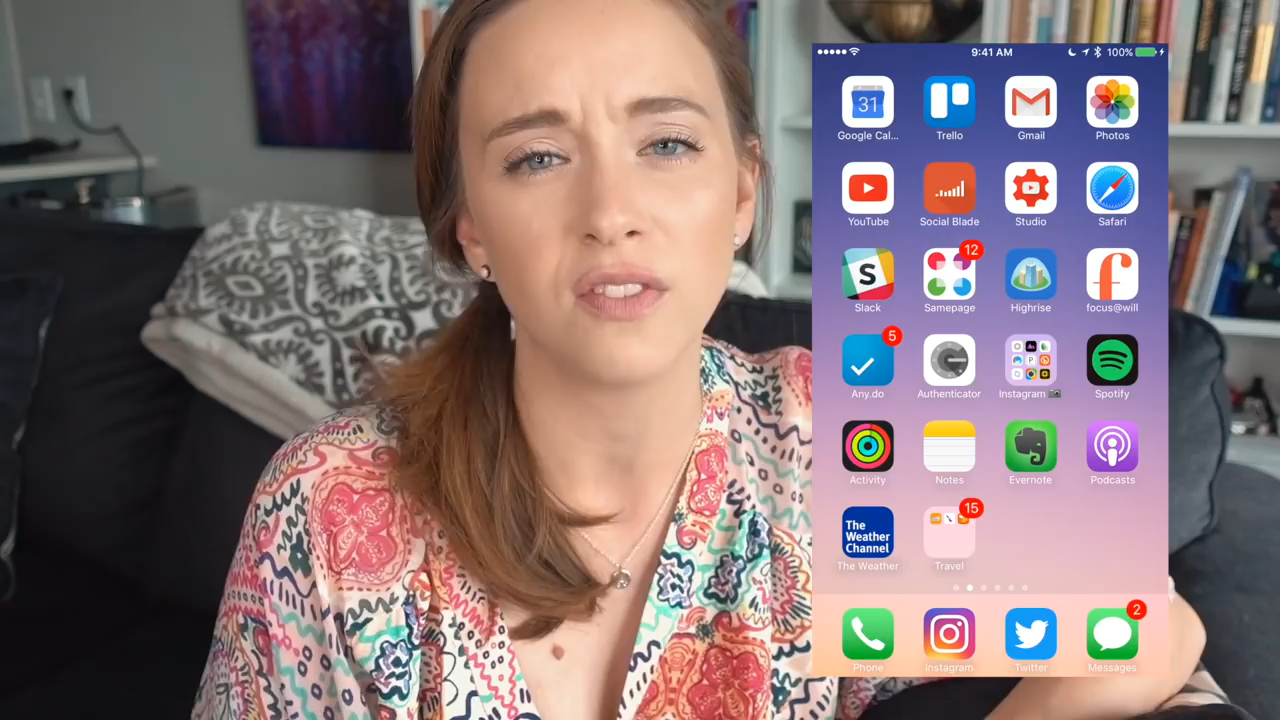 9:41 AM
100%
31
Google Cal...
Trello
Gmail
Photos
YouTube
Social Blade
Studio
Safari
S
12
Slack
Samepage
Highrise
f
focus@will
5
Any.do
Authenticator
P
Instagram
Spotify
Activity
Notes
Evernote
Podcasts
The
Weather
Channel
15
The Weather
Travel
2
Phone
Instagram
Twitter
Messages